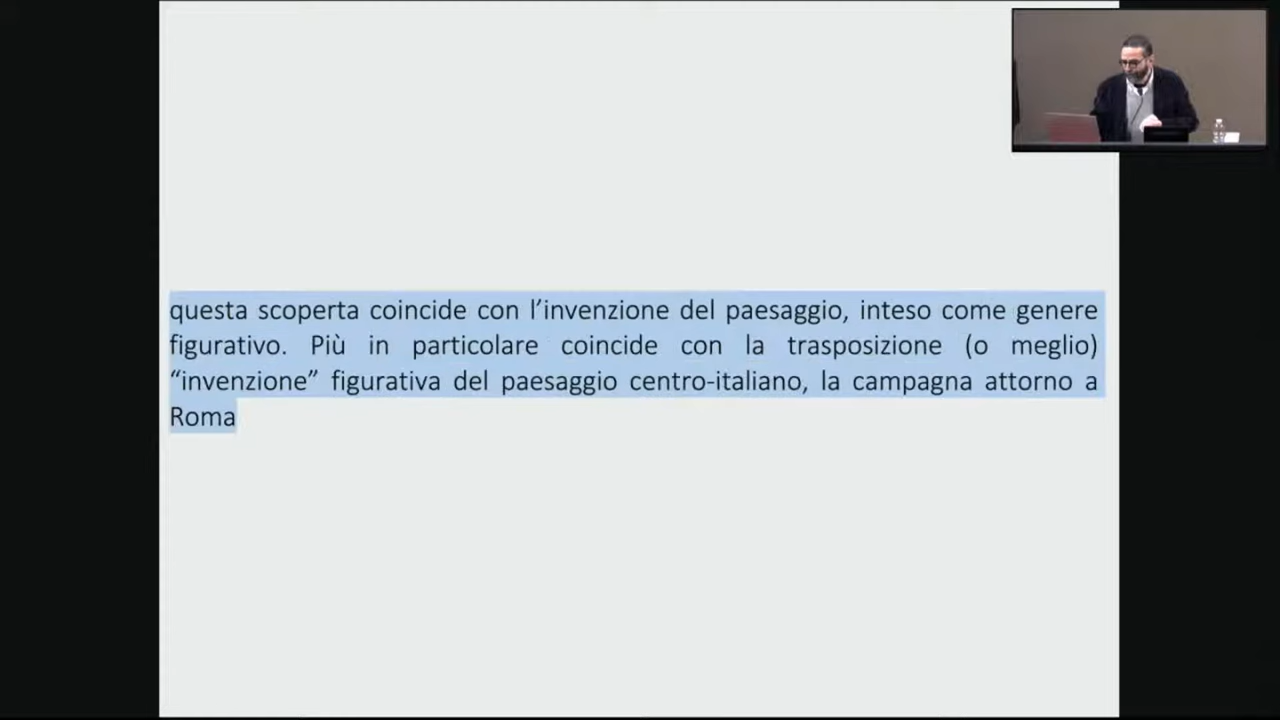 questa scoperta coincide con l’invenzione del paesaggio, inteso come genere
figurativo. Più in particolare coincide con la trasposizione (o meglio)
“invenzione” figurativa del paesaggio centro-italiano, la campagna attorno a
Roma